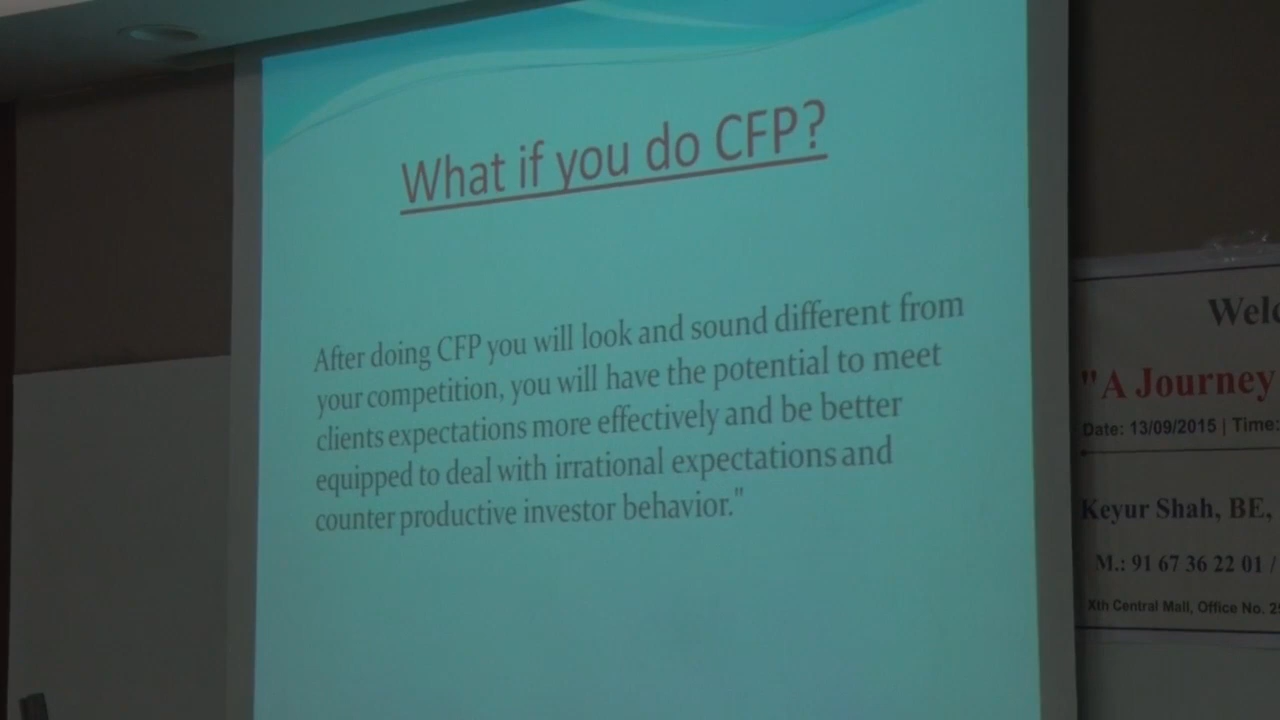 What if you do CFP?
After doing CFP you will look and sound different from
your competition, you will have the potential to meet
clients expectations more effectively and be better
equipped to deal with irrational expectations and
counter productive investor behavior."
"A Journey
Date: 13/09/2015 | Time:
Keyur Shah, BE,
M.: 91 67 36 22 01 /
Xth Central Mall, Office No.